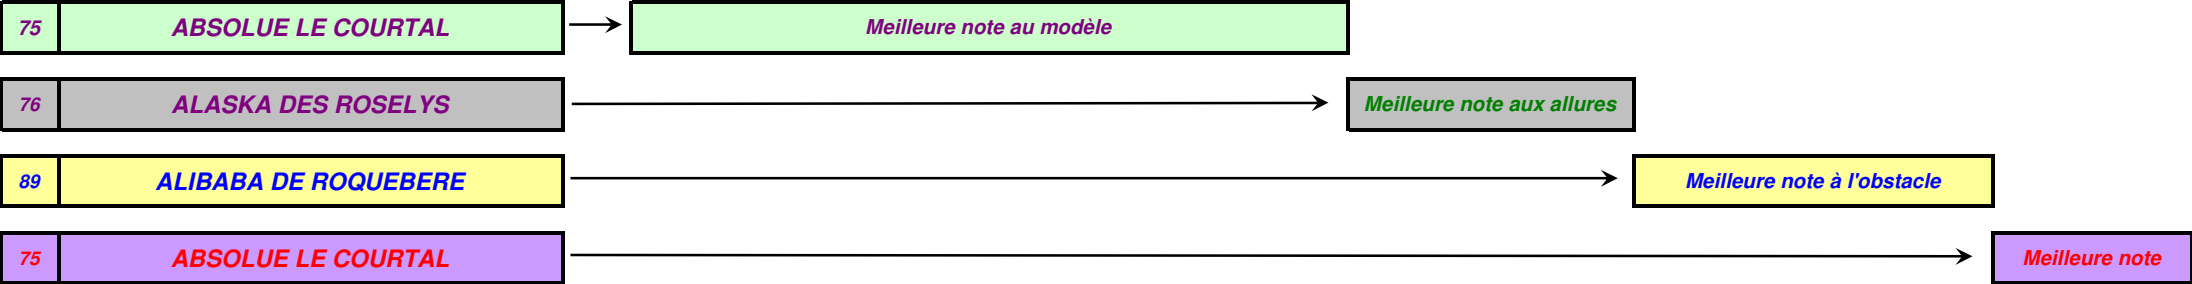 75 ABSOLUE LE COURTAL Meilleure note au modèle
76 ALASKA DES ROSELYS Meilleure note aux allures
89 ALIBABA DE ROQUEBERE Meilleure note à l'obstacle
75 ABSOLUE LE COURTAL Meilleure note